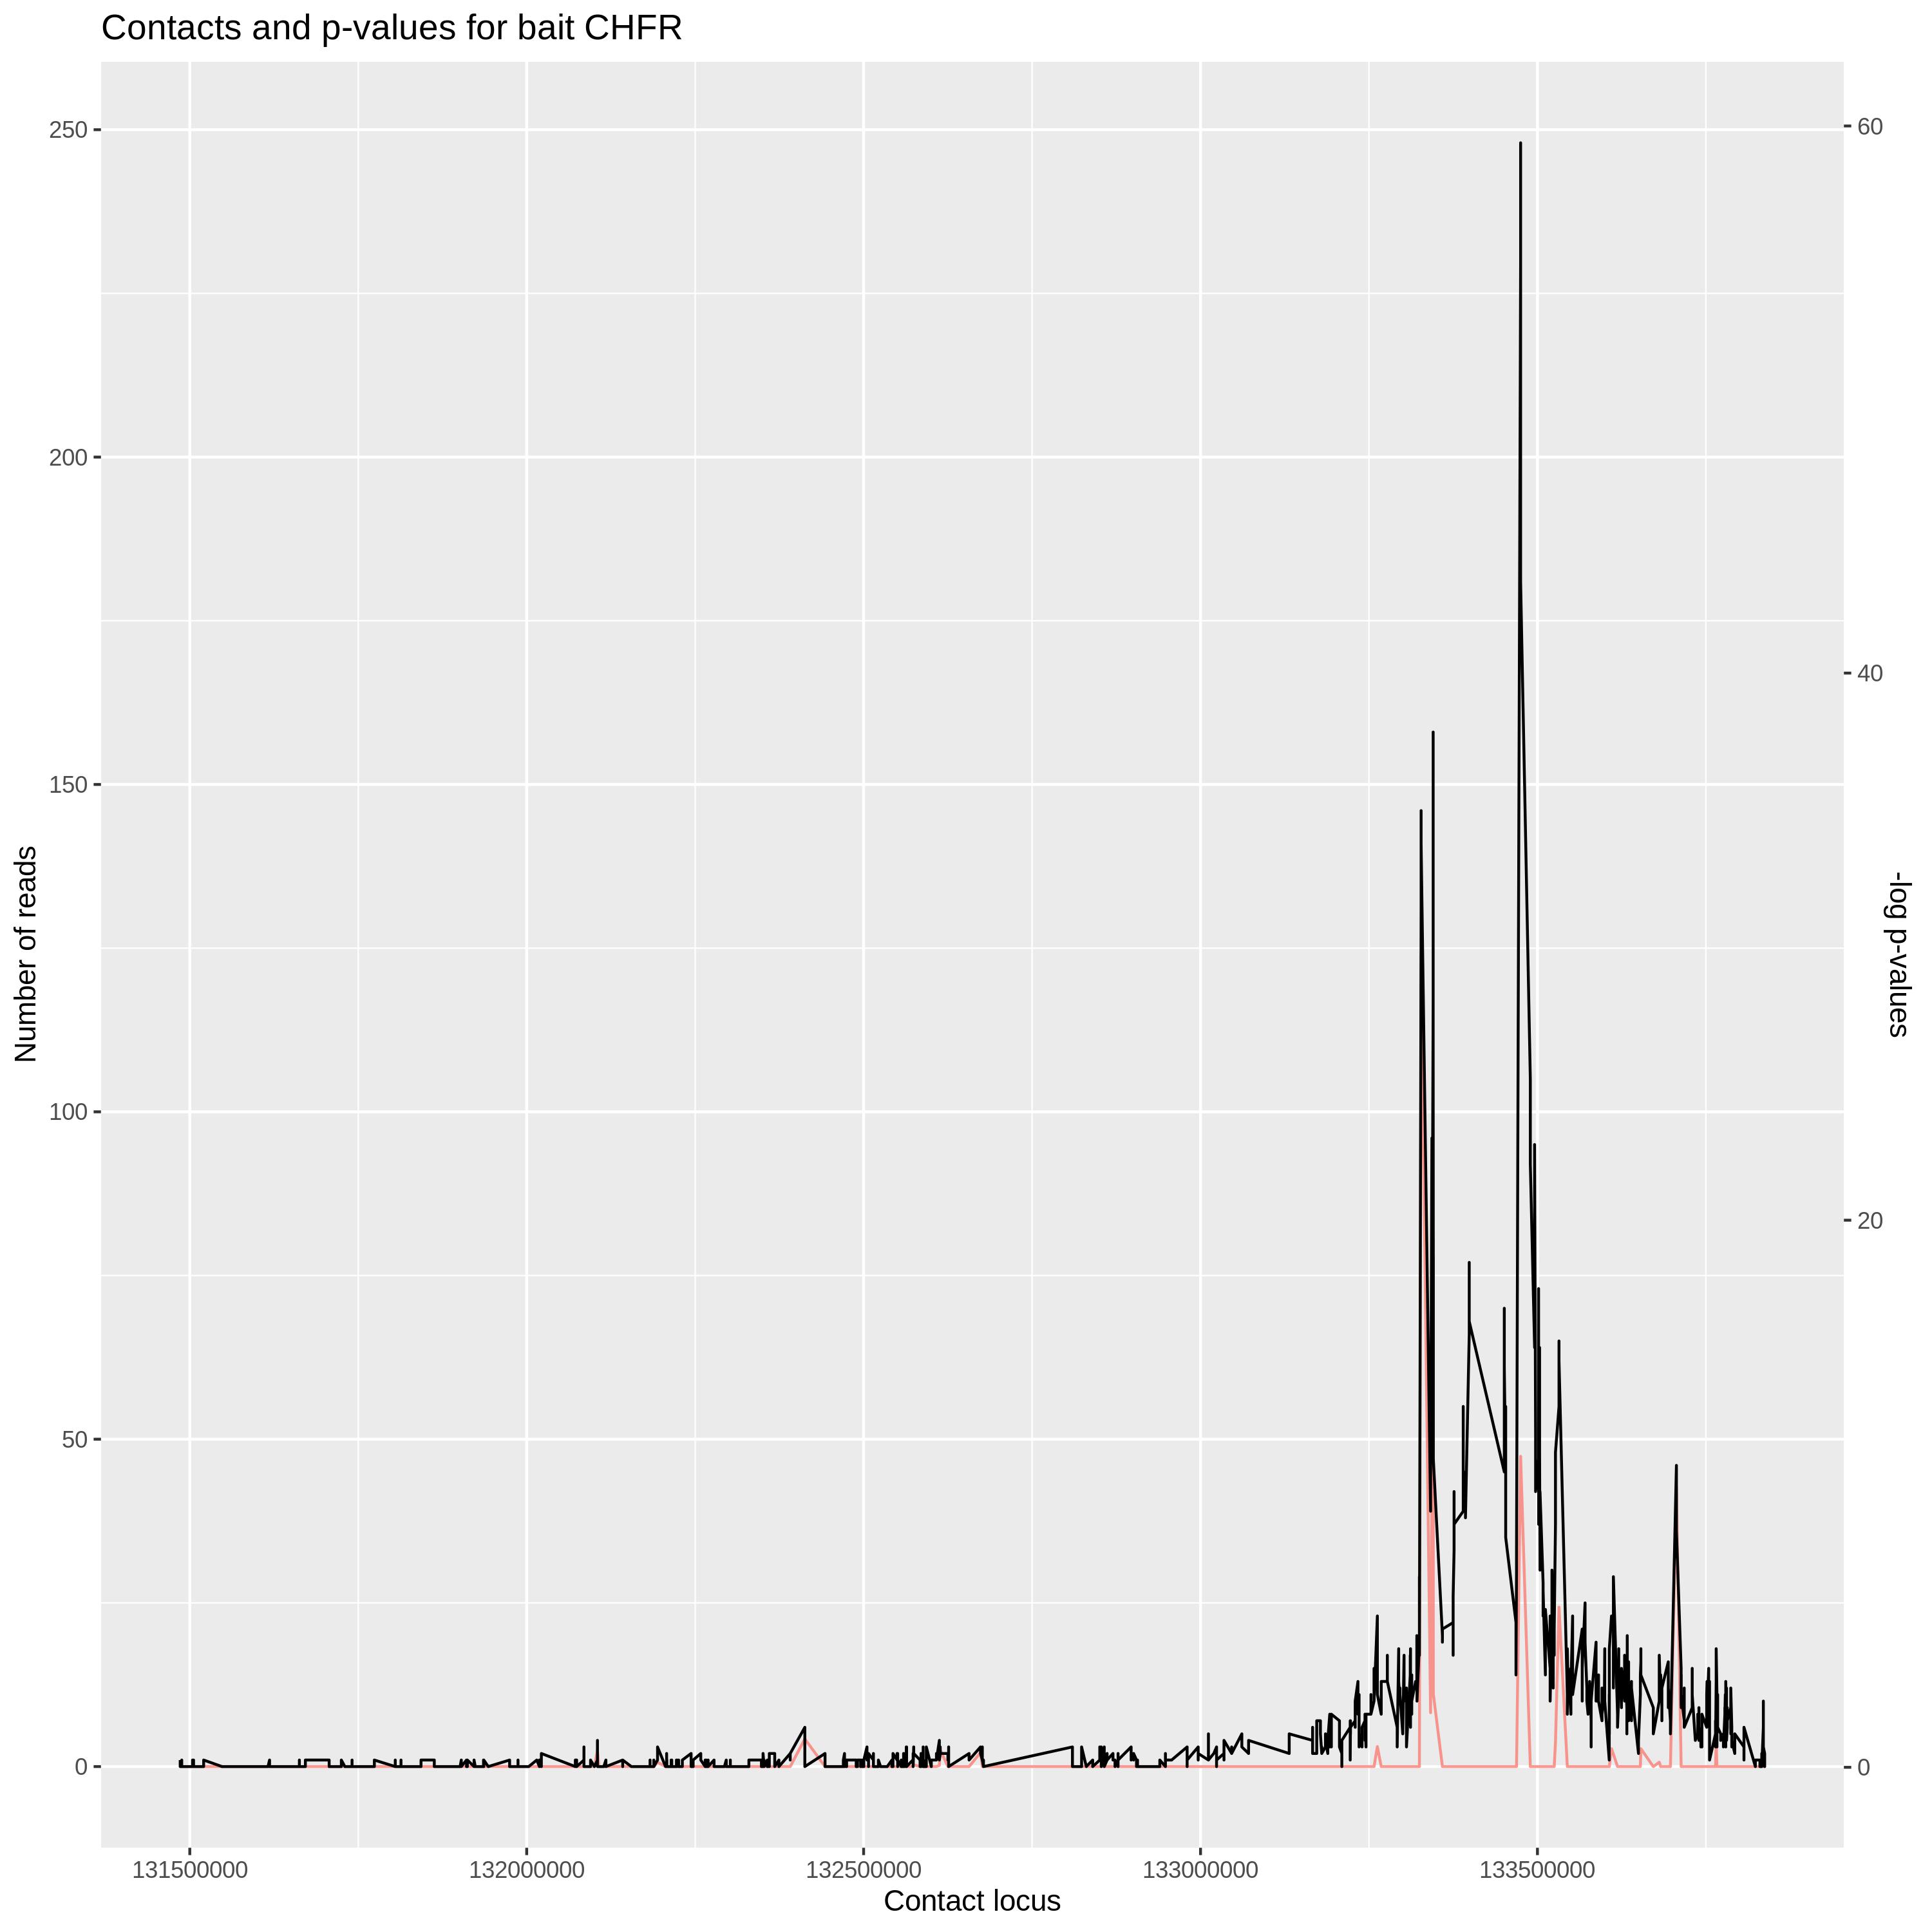 Contacts and p-values for bait CHFR
250
200
150
100
50
0
Number of reads
60
40
20
0
-log p-values
131500000 132000000 132500000 133000000 133500000
Contact locus